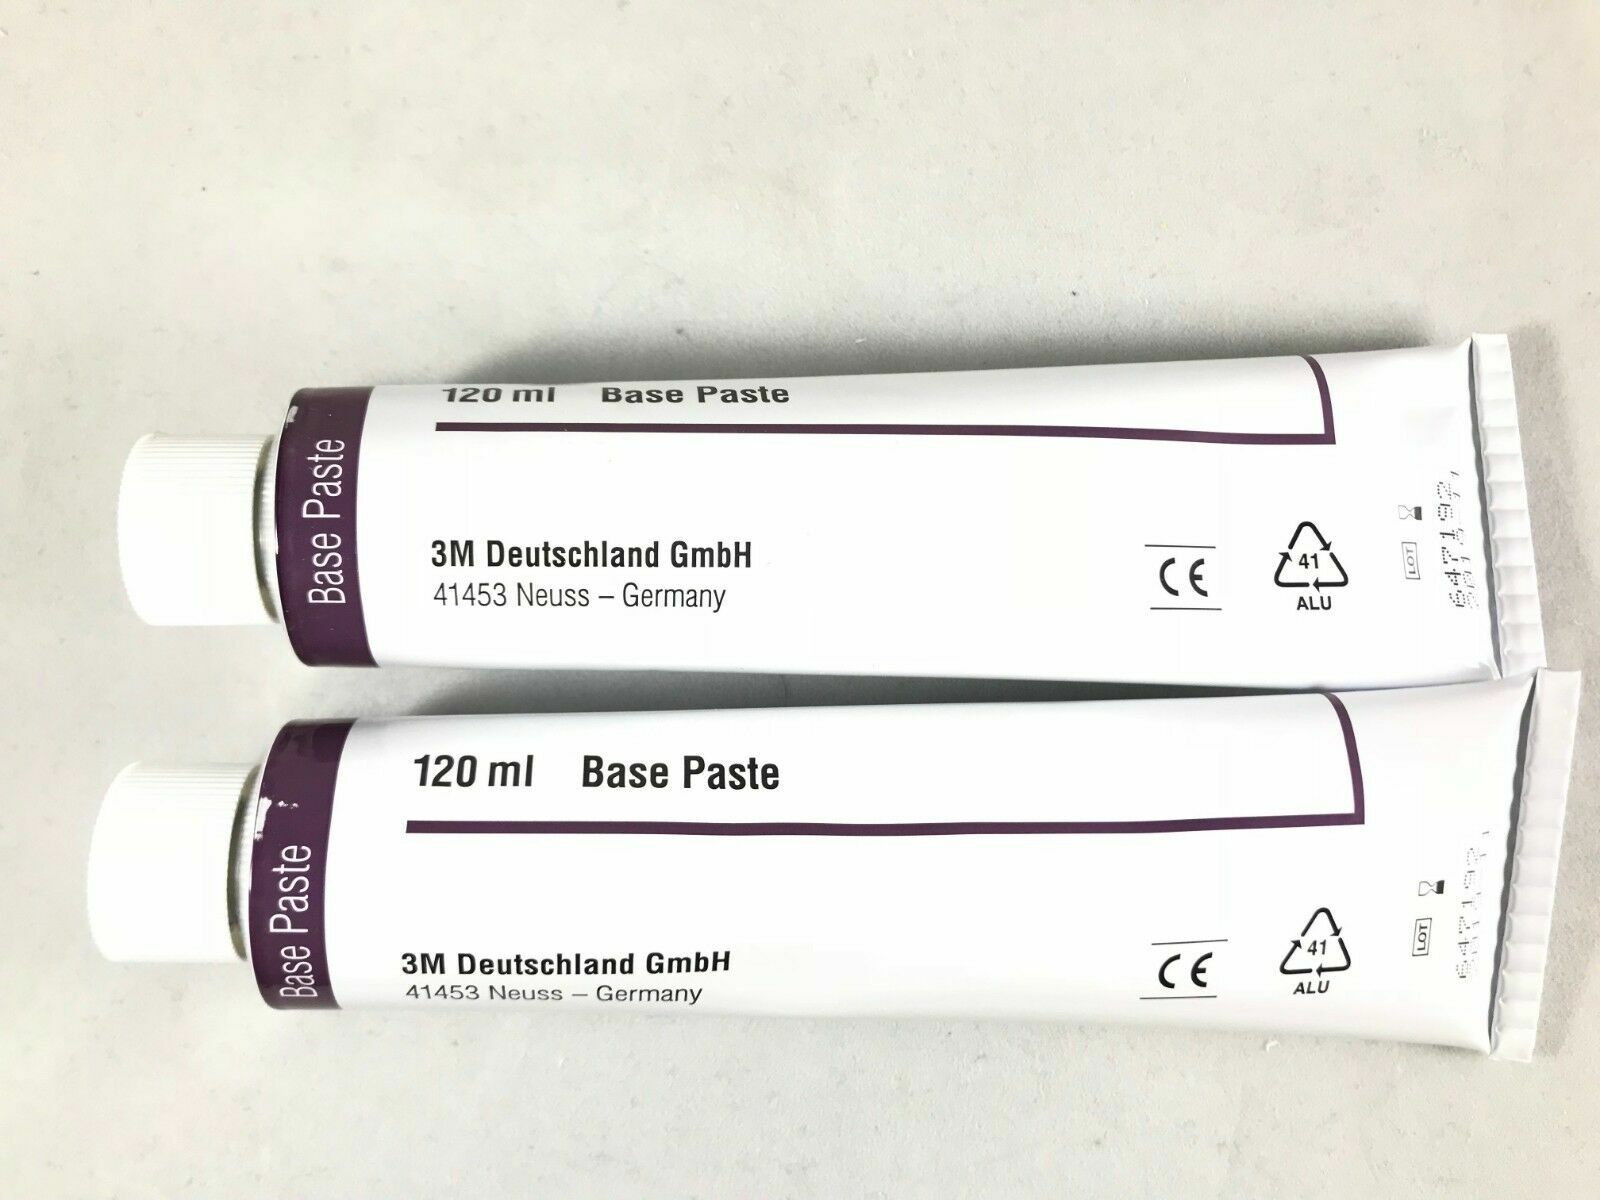 120 ml Base Paste
Base Paste
3M Deutschland GmbH
41453 Neuss – Germany
CE
41
ALU
LOT
647192
120 ml Base Paste
Base Paste
3M Deutschland GmbH
41453 Neuss – Germany
CE
41
ALU
LOT